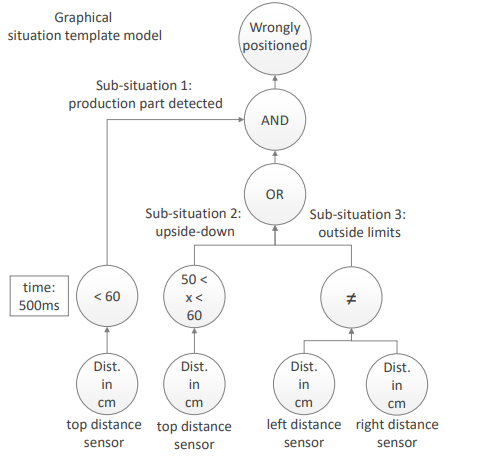 Graphical
situation template model
Wrongly
positioned
Sub-situation 1:
production part detected
AND
OR
Sub-situation 2:
upside-down
Sub-situation 3:
outside limits
time:
500ms
< 60
50 <
x <
60
≠
Dist.
in
cm
Dist.
in
cm
Dist.
in
cm
Dist.
in
cm
top distance
sensor
top distance
sensor
left distance
sensor
right distance
sensor